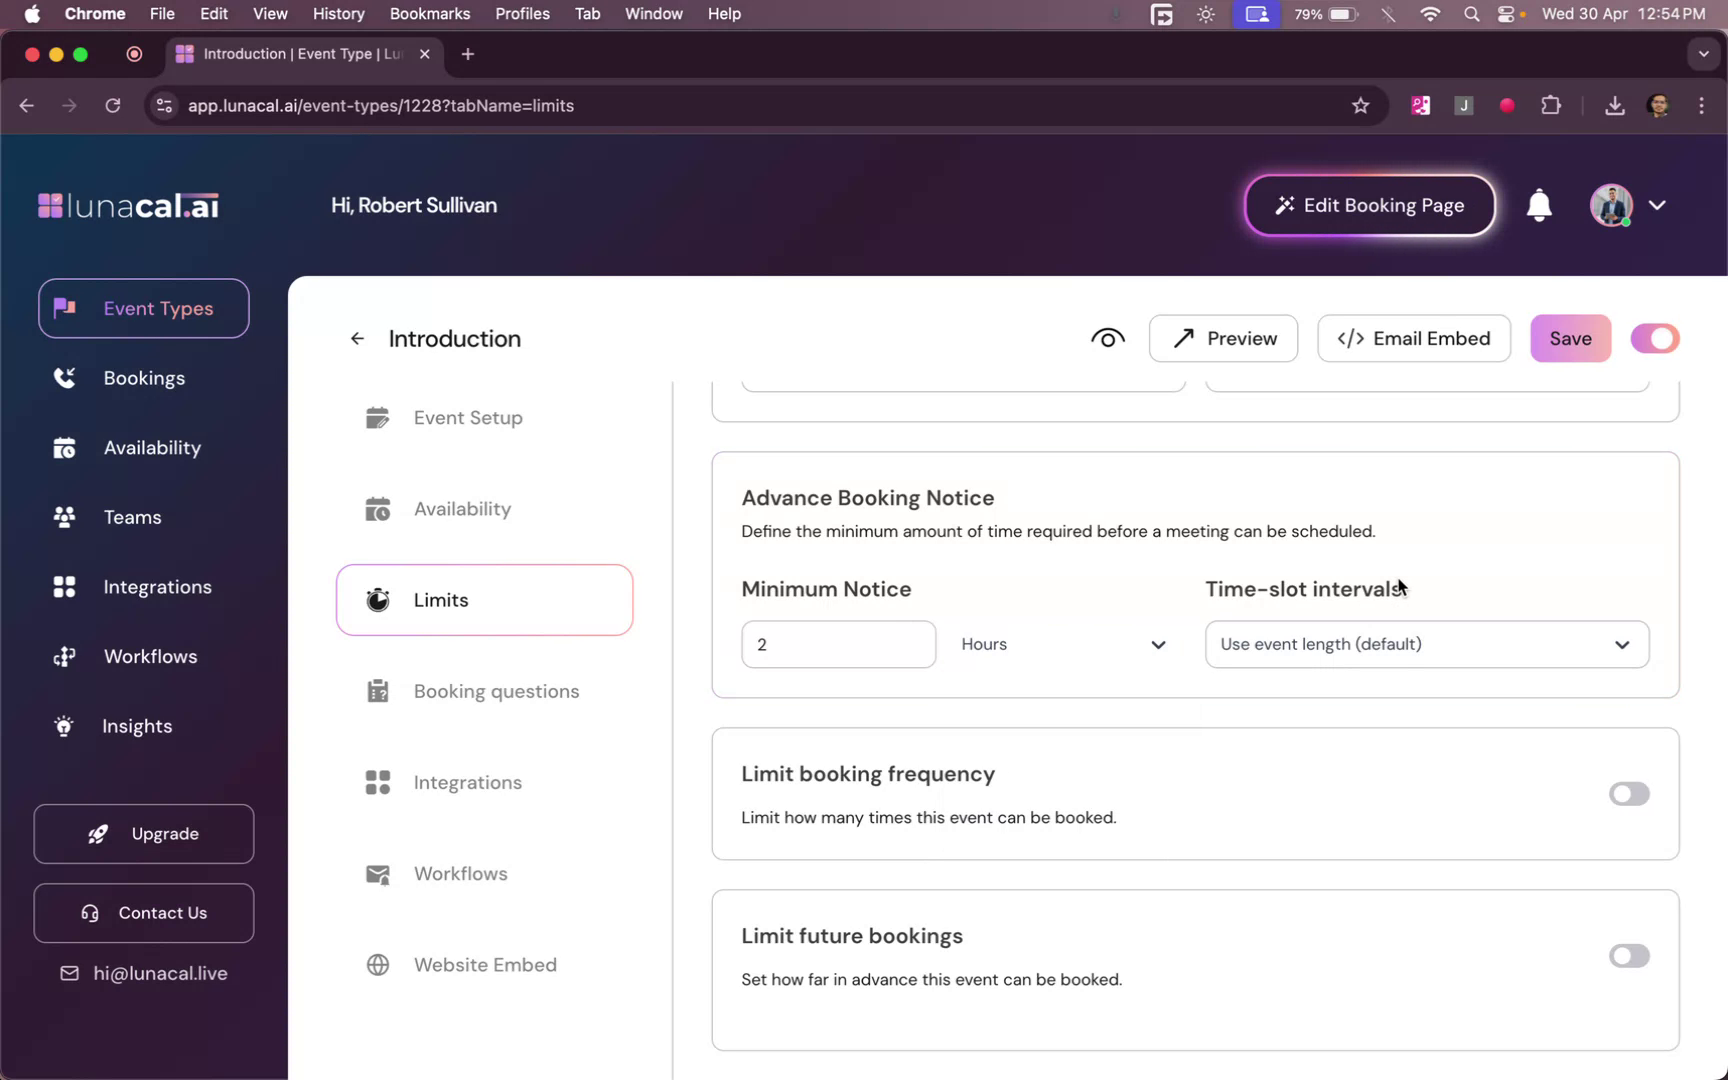 Chrome File Edit View History Bookmarks Profiles Tab Window Help 79% Wed 30 Apr 12:54 PM
Introduction | Event Type | Lu
app.lunacal.ai/event-types/1228?tabName=limits
J
lunacal.ai
Hi, Robert Sullivan
Edit Booking Page
Event Types
Bookings
Availability
Teams
Integrations
Workflows
Insights
Upgrade
Contact Us
hi@lunacal.live
Introduction
Preview
</> Email Embed
Save
Event Setup
Availability
Limits
Booking questions
Integrations
Workflows
Website Embed
Advance Booking Notice
Define the minimum amount of time required before a meeting can be scheduled.
Minimum Notice
Time-slot intervals
2
Hours
Use event length (default)
Limit booking frequency
Limit how many times this event can be booked.
Limit future bookings
Set how far in advance this event can be booked.